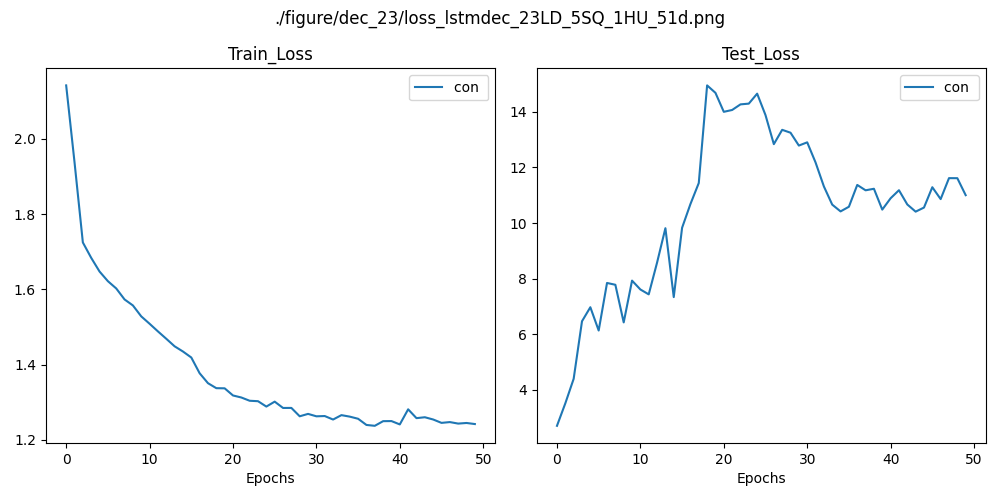 ./figure/dec_23/loss_lstmdec_23LD_5SQ_1HU_51d.png
Train_Loss
con
2.0
1.8
1.6
1.4
1.2
0 10 20 30 40 50
Epochs
Test_Loss
con
14
12
10
8
6
4
0 10 20 30 40 50
Epochs